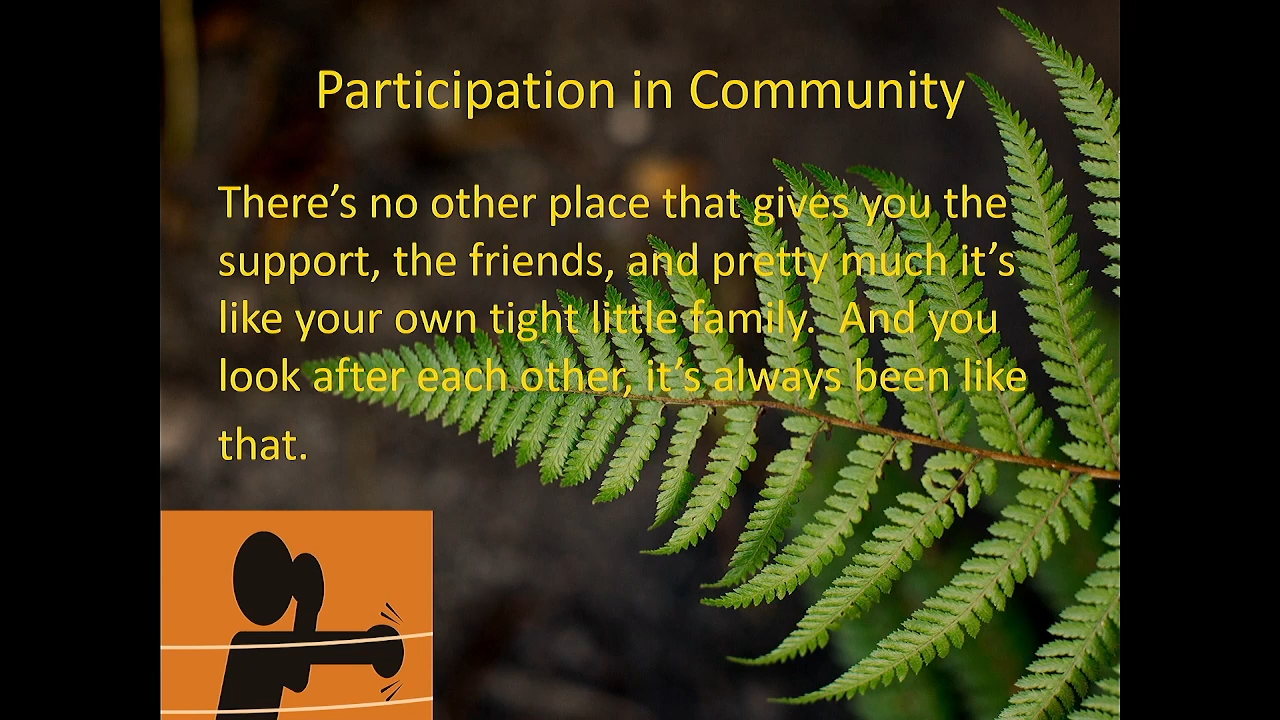 Participation in Community
There’s no other place that gives you the
support, the friends, and pretty much it’s
like your own tight little family.  And you
look after each other, it’s always been like
that.